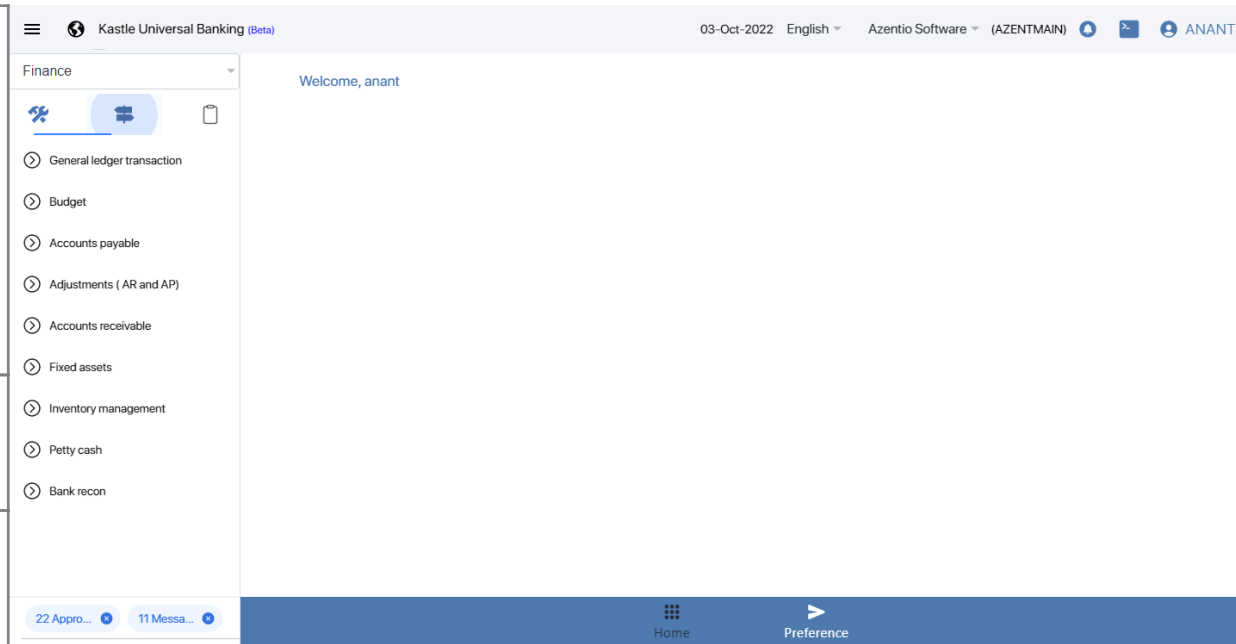 Kastle Universal Banking (Beta)
03-Oct-2022 English Azentio Software (AZENTMAIN) ANANT
Finance
Welcome, anant
General ledger transaction
Budget
Accounts payable
Adjustments ( AR and AP)
Accounts receivable
Fixed assets
Inventory management
Petty cash
Bank recon
22 Appro...
11 Messa...
Home
Preference